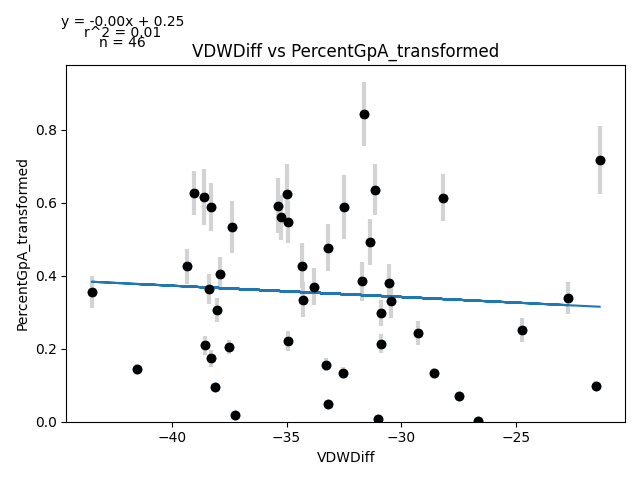 y = -0.00x + 0.25
r^2 = 0.01
n = 46
VDWDiff vs PercentGpA_transformed
PercentGpA_transformed
0.8
0.6
0.4
0.2
0.0
−40
−35
−30
−25
VDWDiff